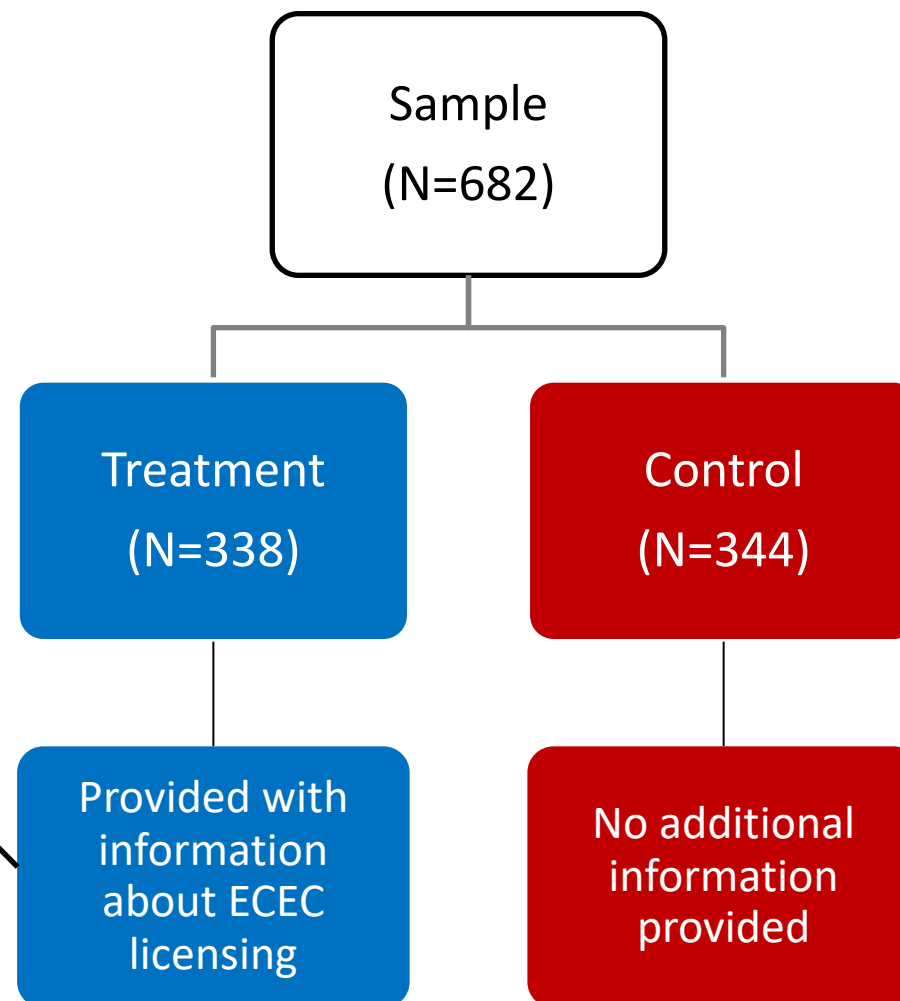 Sample
(N=682)
Treatment
(N=338)
Control
(N=344)
Provided with
information
about ECEC
licensing
No additional
information
provided